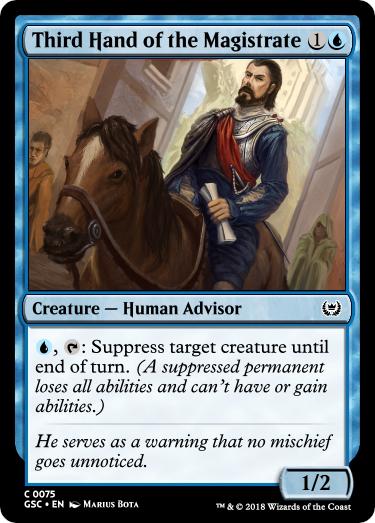 Third Hand of the Magistrate 1
Creature — Human Advisor
, : Suppress target creature until
end of turn. (A suppressed permanent
loses all abilities and can't have or gain
abilities.)
He serves as a warning that no mischief
goes unnoticed.
1/2
C 0075
GSC • EN Marius Bota
™ & © 2018 Wizards of the Coast